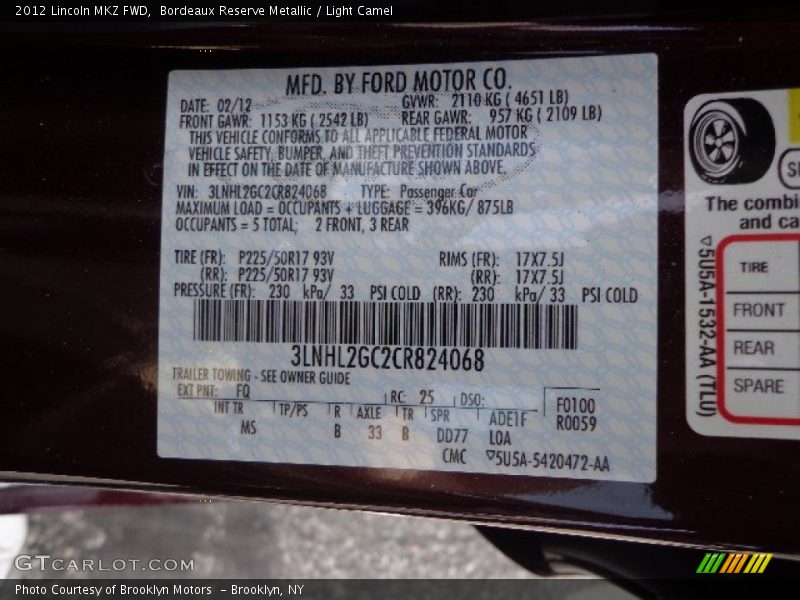 2012 Lincoln MKZ FWD,  Bordeaux Reserve Metallic / Light Camel
MFD. BY FORD MOTOR CO.
DATE: 02/12 GVWR: 2110 KG ( 4651 LB)
FRONT GAWR: 1153 KG ( 2542 LB) REAR GAWR: 957 KG ( 2109 LB)
THIS VEHICLE CONFORMS TO ALL APPLICABLE FEDERAL MOTOR
VEHICLE SAFETY, BUMPER, AND THEFT PREVENTION STANDARDS
IN EFFECT ON THE DATE OF MANUFACTURE SHOWN ABOVE.
VIN: 3LNHL2GC2CR824068 TYPE: Passenger Car
MAXIMUM LOAD = OCCUPANTS + LUGGAGE = 396KG/ 875LB
OCCUPANTS = 5 TOTAL; 2 FRONT, 3 REAR
TIRE (FR): P225/50R17 93V RIMS (FR): 17X7.5J
(RR): P225/50R17 93V (RR): 17X7.5J
PRESSURE (FR): 230 kPa/ 33 PSI COLD (RR): 230 kPa/ 33 PSI COLD
3LNHL2GC2CR824068
TRAILER TOWING - SEE OWNER GUIDE
EXT PNT: FQ RC: 25 DSO:
INT TR TP/PS R AXLE TR SPR ADE1F F0100
MS B 33 B DD77 LOA R0059
CMC ▽5U5A-5420472-AA
The combi
and ca
▽5U5A-1532-AA (TLU)
TIRE
FRONT
REAR
SPARE
GTCARLOT.COM
Photo Courtesy of Brooklyn Motors  – Brooklyn, NY